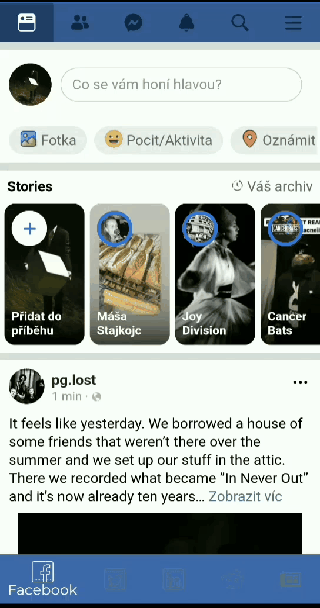 Co se vám honí hlavou?
Fotka
Pocit/Aktivita
Oznámit
Stories
Váš archiv
Přidat do
příběhu
Máša
Stajkojc
Joy
Division
CANCER BATS
Cancer
Bats
pg.lost
1 min
It feels like yesterday. We borrowed a house of
some friends that weren't there over the
summer and we set up our stuff in the attic.
There we recorded what became "In Never Out"
and it's now already ten years... Zobrazit víc
Facebook